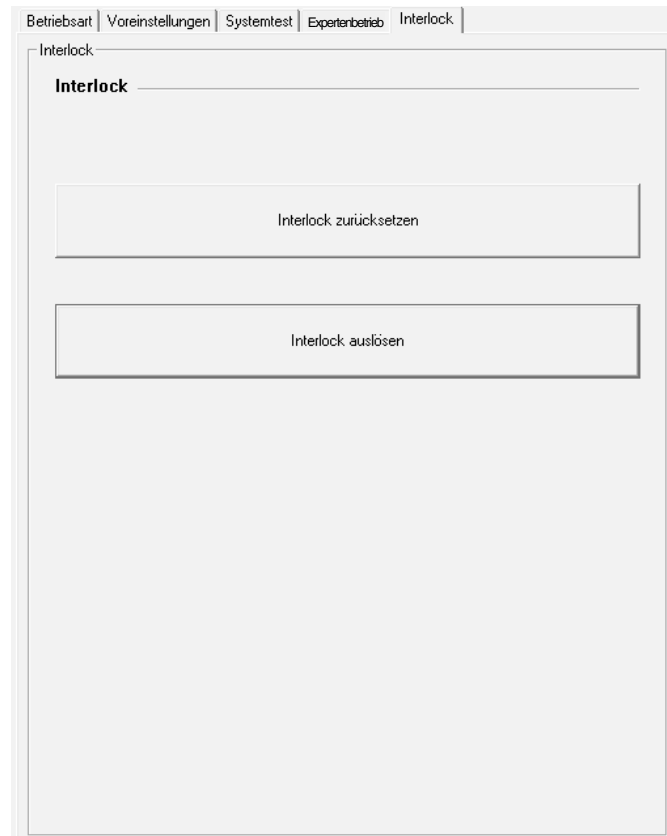 Betriebsart Voreinstellungen Systemtest Expertenbetrieb Interlock
Interlock
Interlock
Interlock zurücksetzen
Interlock auslösen